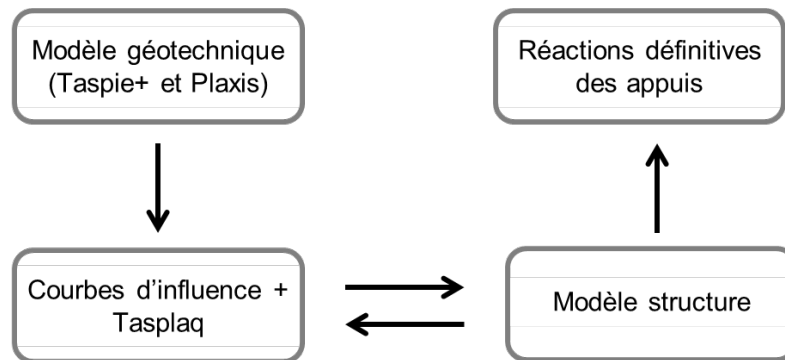 Modèle géotechnique
(Taspie+ et Plaxis)
Réactions définitives
des appuis
Courbes d’influence +
Tasplaq
Modèle structure